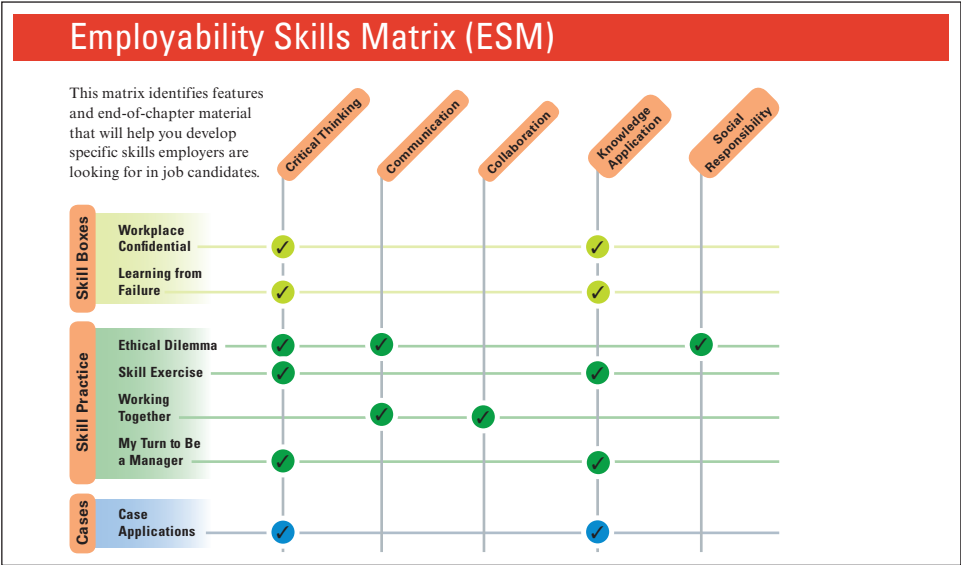 Employability Skills Matrix (ESM)
This matrix identifies features
and end-of-chapter material
that will help you develop
specific skills employers are
looking for in job candidates.
Critical Thinking
Communication
Collaboration
Knowledge
Application
Social
Responsibility
Skill Boxes
Workplace
Confidential
Learning from
Failure
Skill Practice
Ethical Dilemma
Skill Exercise
Working
Together
My Turn to Be
a Manager
Cases
Case
Applications